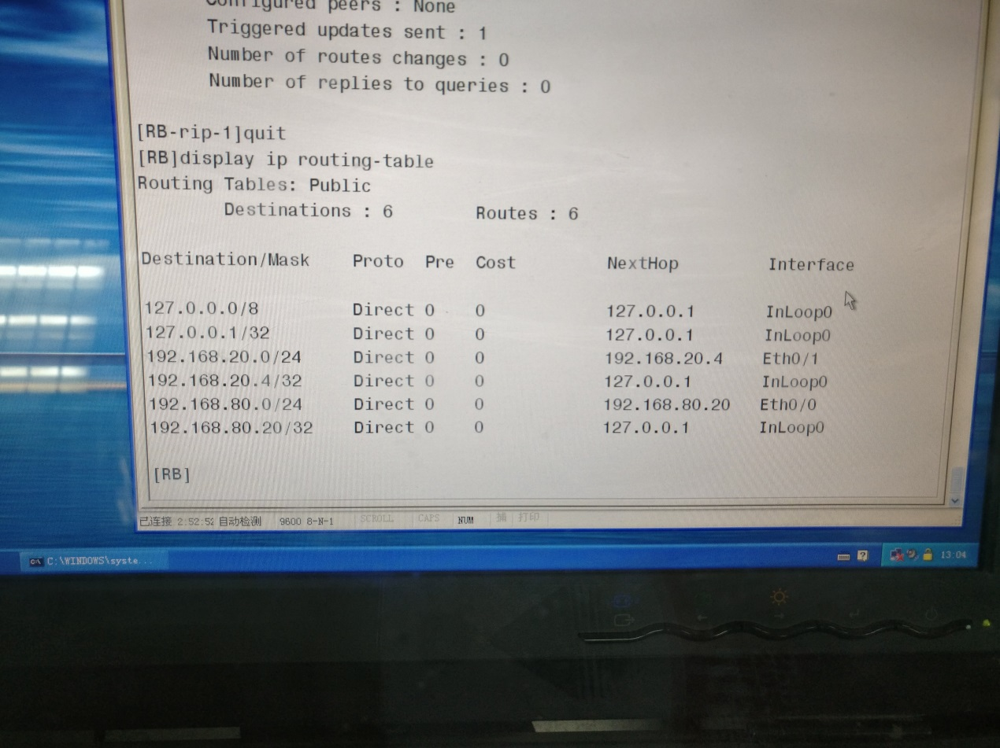 Configured peers : None
Triggered updates sent : 1
Number of routes changes : 0
Number of replies to queries : 0
[RB-rip-1]quit
[RB]display ip routing-table
Routing Tables: Public
Destinations : 6 Routes : 6
Destination/Mask Proto Pre Cost NextHop Interface
127.0.0.0/8 Direct 0 0 127.0.0.1 InLoop0
127.0.0.1/32 Direct 0 0 127.0.0.1 InLoop0
192.168.20.0/24 Direct 0 0 192.168.20.4 Eth0/1
192.168.20.4/32 Direct 0 0 127.0.0.1 InLoop0
192.168.80.0/24 Direct 0 0 192.168.80.20 Eth0/0
192.168.80.20/32 Direct 0 0 127.0.0.1 InLoop0
[RB]
已连接 2:52:52 自动检测 9600 8-N-1 SCROLL CAPS NUM 捕 打印
C:\WINDOWS\syste... 13:04